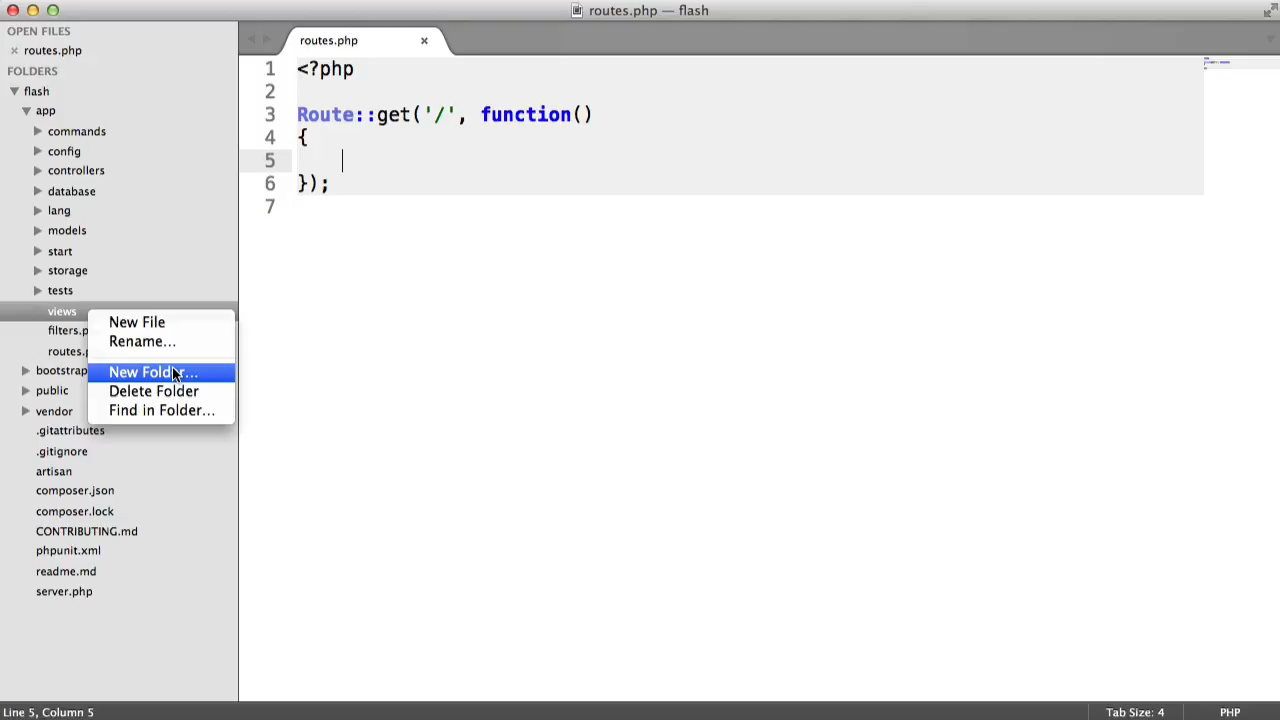 routes.php — flash
OPEN FILES
routes.php
FOLDERS
flash
app
commands
config
controllers
database
lang
models
start
storage
tests
views
filters.p
routes.p
bootstrap
public
vendor
.gitattributes
.gitignore
artisan
composer.json
composer.lock
CONTRIBUTING.md
phpunit.xml
readme.md
server.php
New File
Rename...
New Folder...
Delete Folder
Find in Folder...
routes.php
1 <?php
2
3 Route::get('/', function()
4 {
5
6 });
7
Line 5, Column 5
Tab Size: 4
PHP